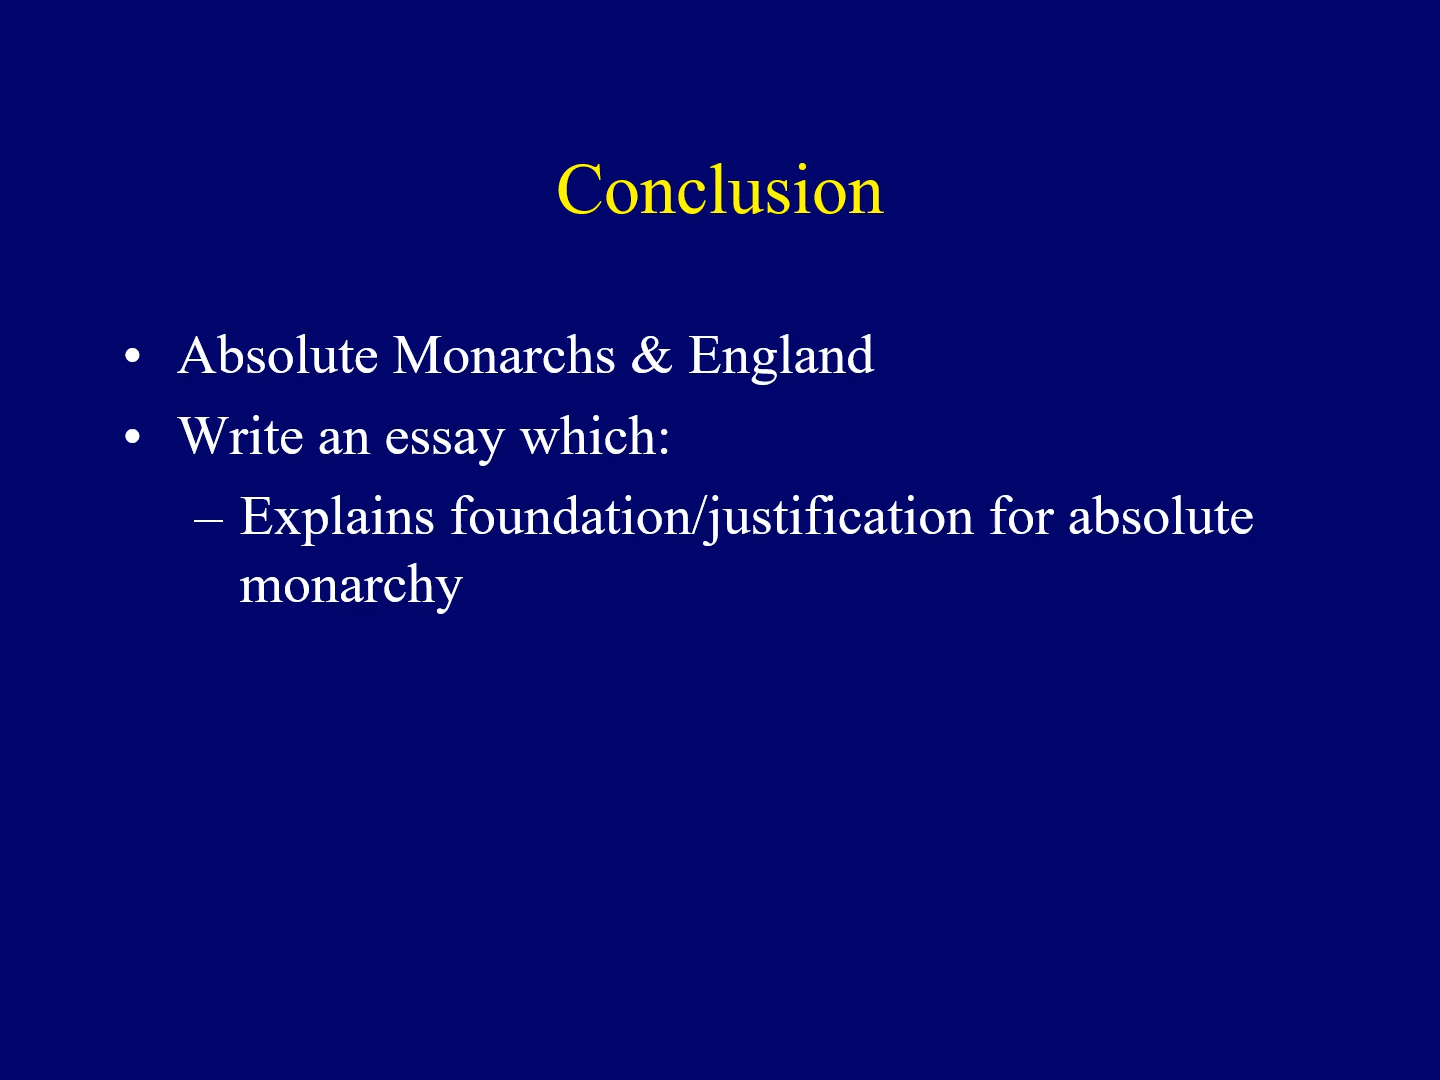 Conclusion
• Absolute Monarchs & England
• Write an essay which:
– Explains foundation/justification for absolute
monarchy